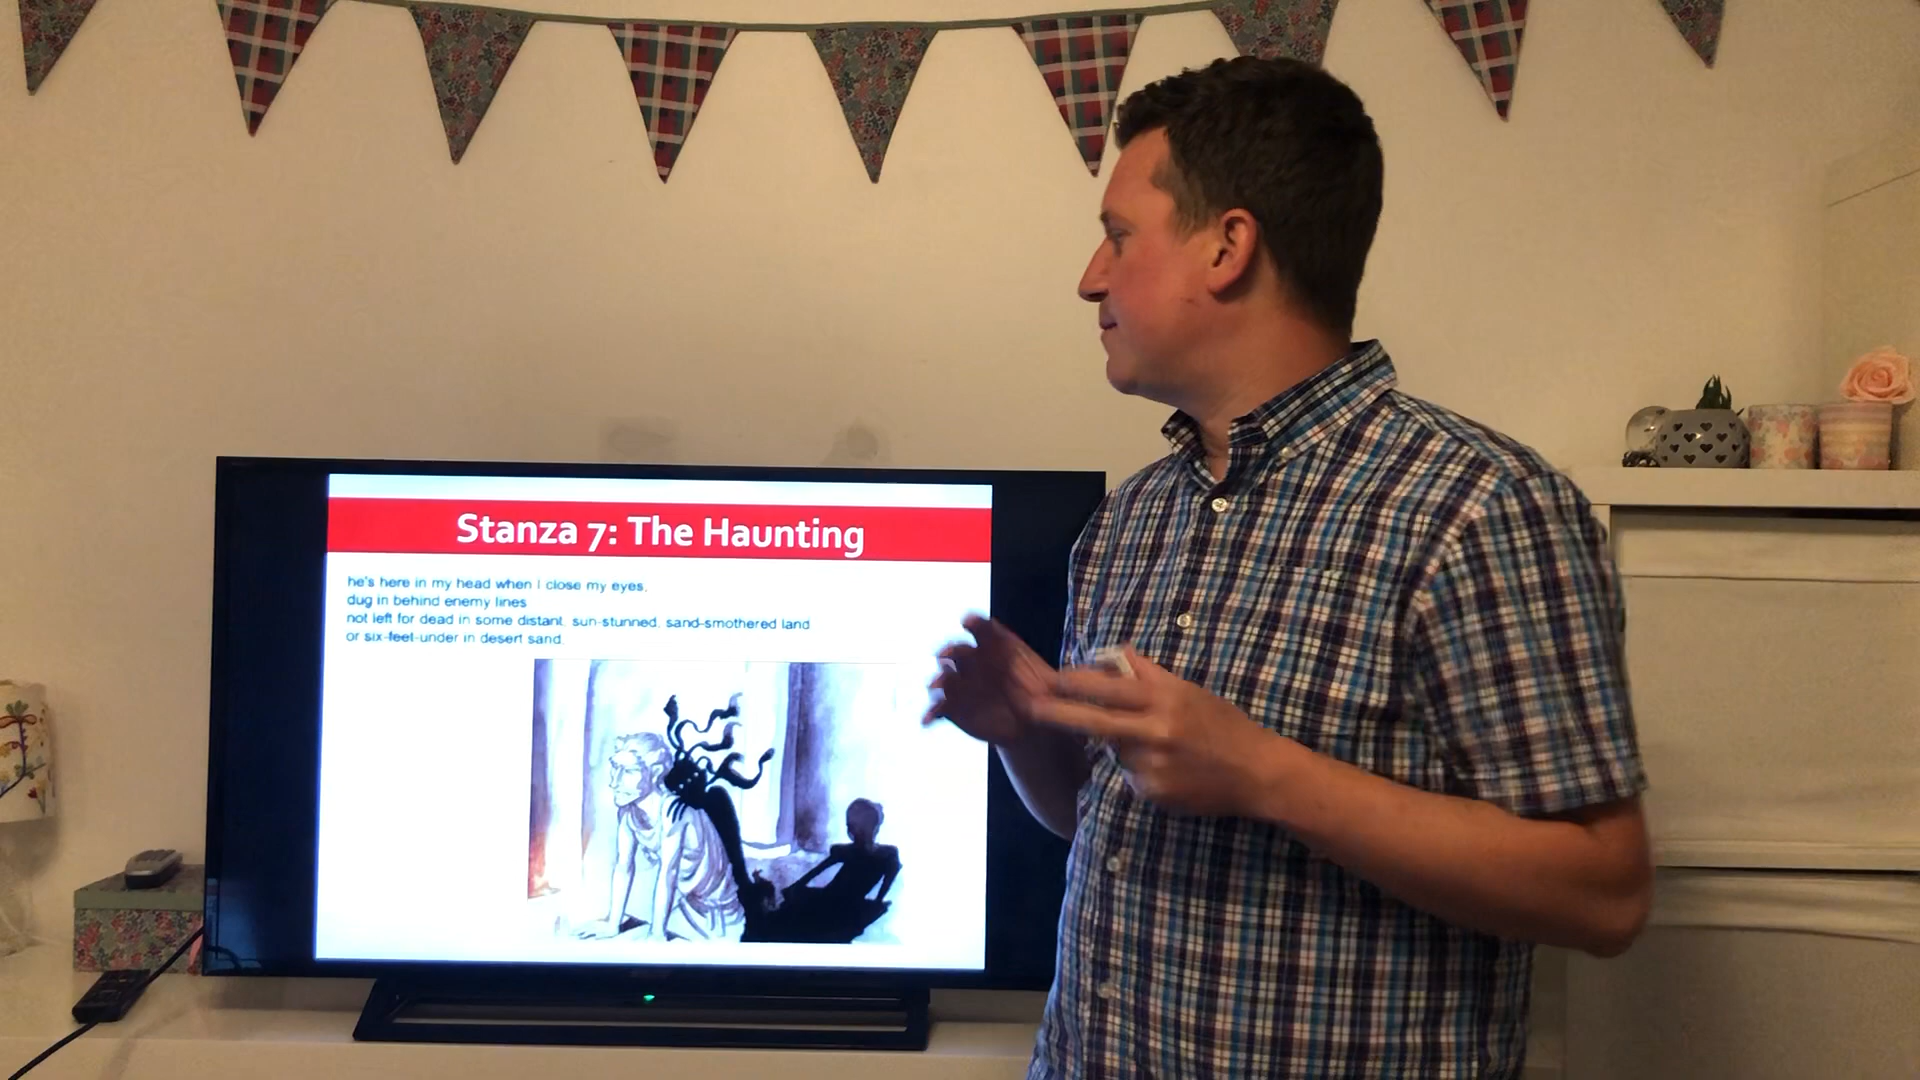 Stanza 7: The Haunting
he's here in my head when I close my eyes,
dug in behind enemy lines
not left for dead in some distant, sun-stunned, sand-smothered land
or six-feet-under in desert sand.